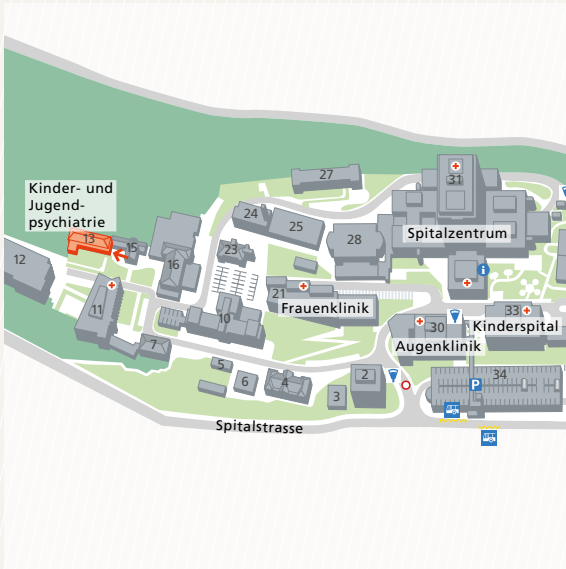 27
31
Kinder- und
Jugend-
psychiatrie
24
25
28
Spitalzentrum
13
15
23
12
16
i
21
Frauenklinik
11
10
30
33
Kinderspital
Augenklinik
7
5
6
4
2
34
P
3
Spitalstrasse